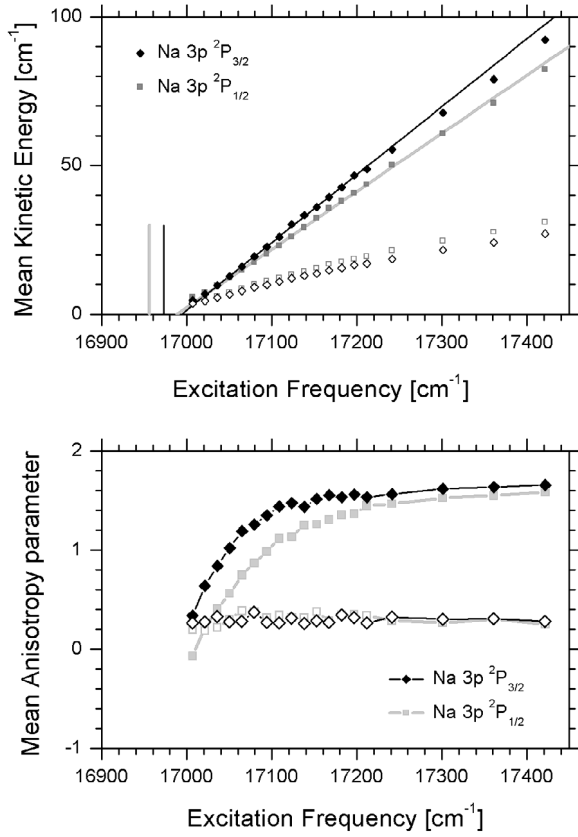 100
Na 3p ²P₃/₂
Na 3p ²P₁/₂
50
0
Mean Kinetic Energy [cm⁻¹]
16900 17000 17100 17200 17300 17400
Excitation Frequency [cm⁻¹]
2
1
0
-1
Mean Anisotropy parameter
Na 3p ²P₃/₂
Na 3p ²P₁/₂
16900 17000 17100 17200 17300 17400
Excitation Frequency [cm⁻¹]